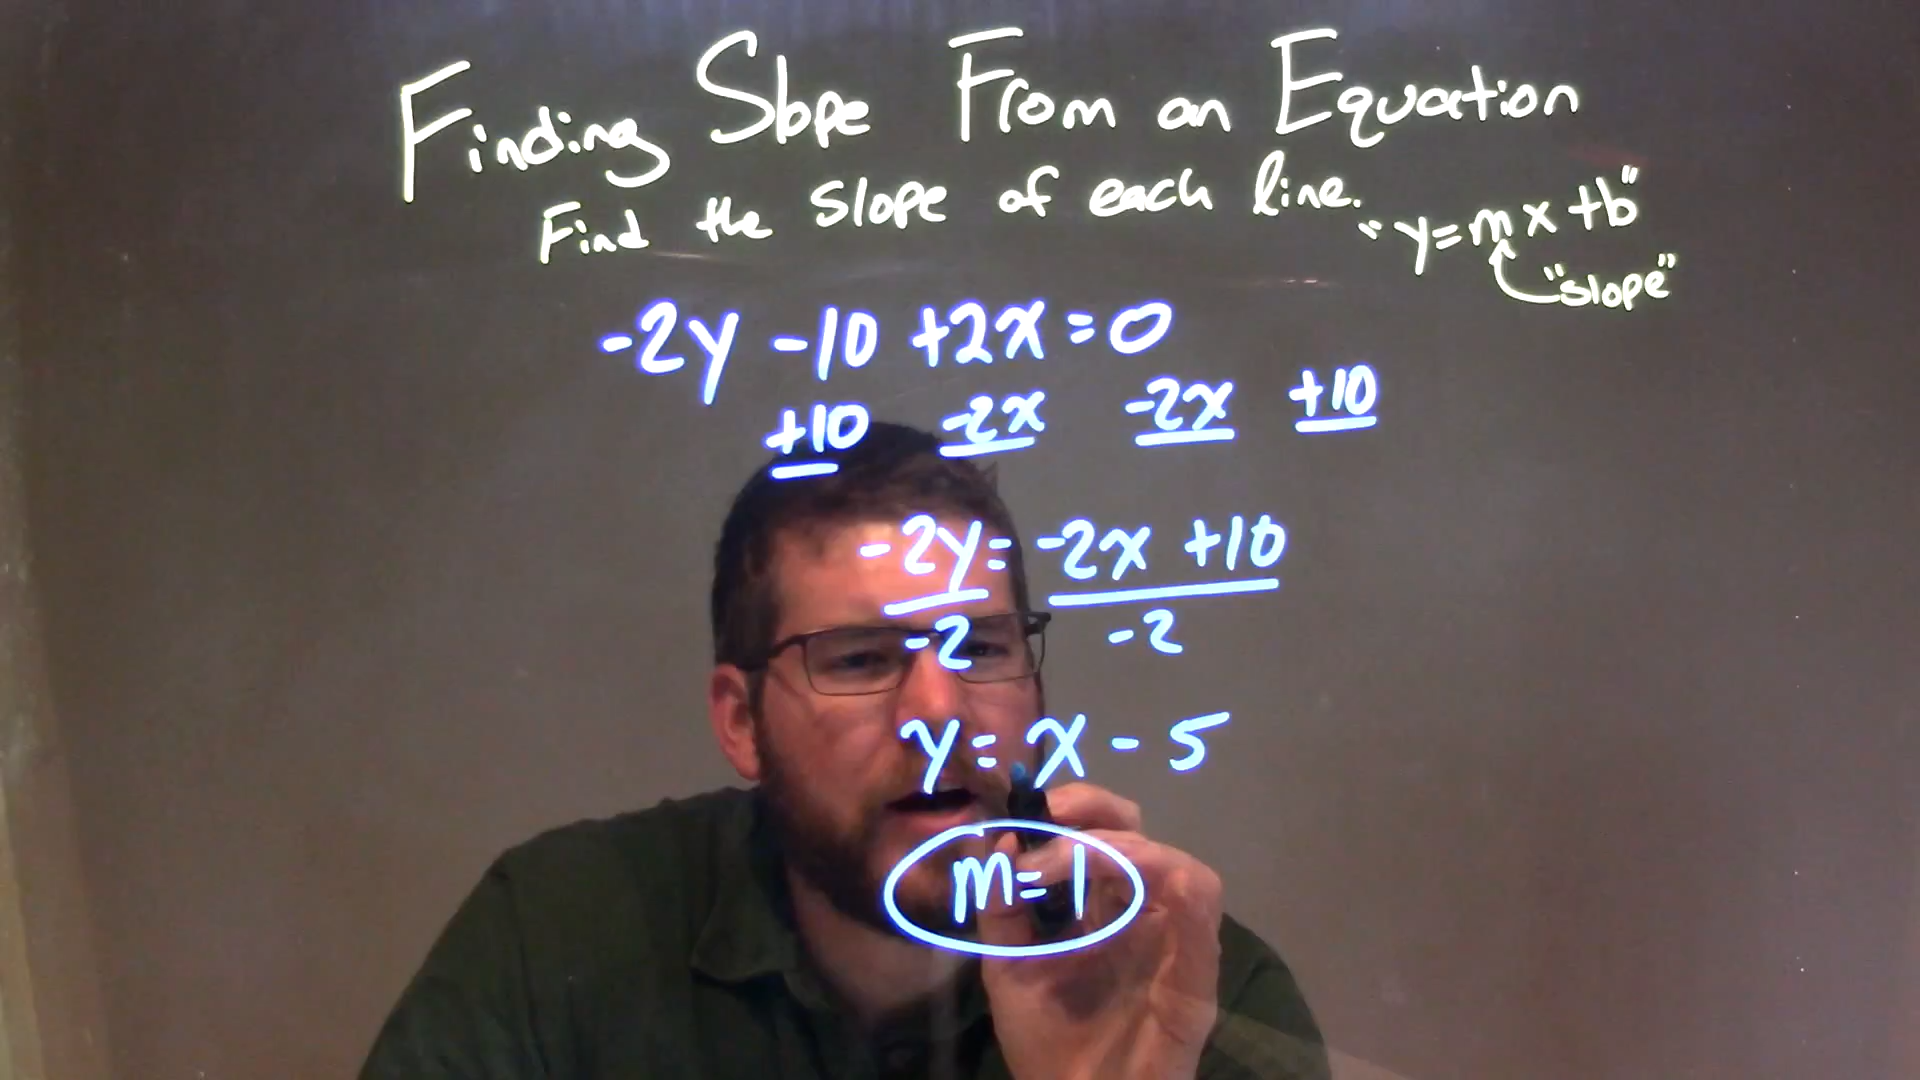 Finding Slope From an Equation
Find the slope of each line. "y=mx+b"
"slope"
-2y -10 +2x=0
+10 -2x -2x +10
-2y= -2x +10
-2 -2
y= x - 5
m=1